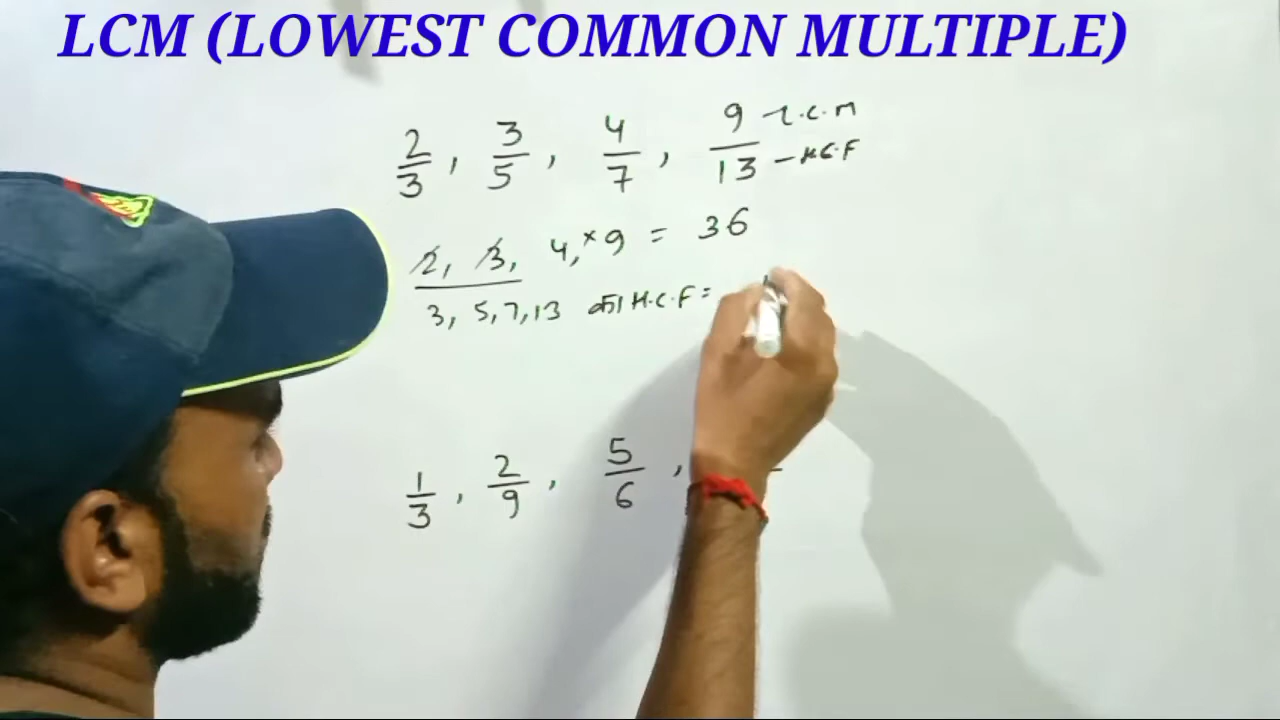 LCM (LOWEST COMMON MULTIPLE)
2/3, 3/5, 4/7, 9/13 - L.C.M - H.C.F
2, 3, 4, × 9 = 36
3, 5, 7, 13 का H.C.F =
1/3, 2/9, 5/6,